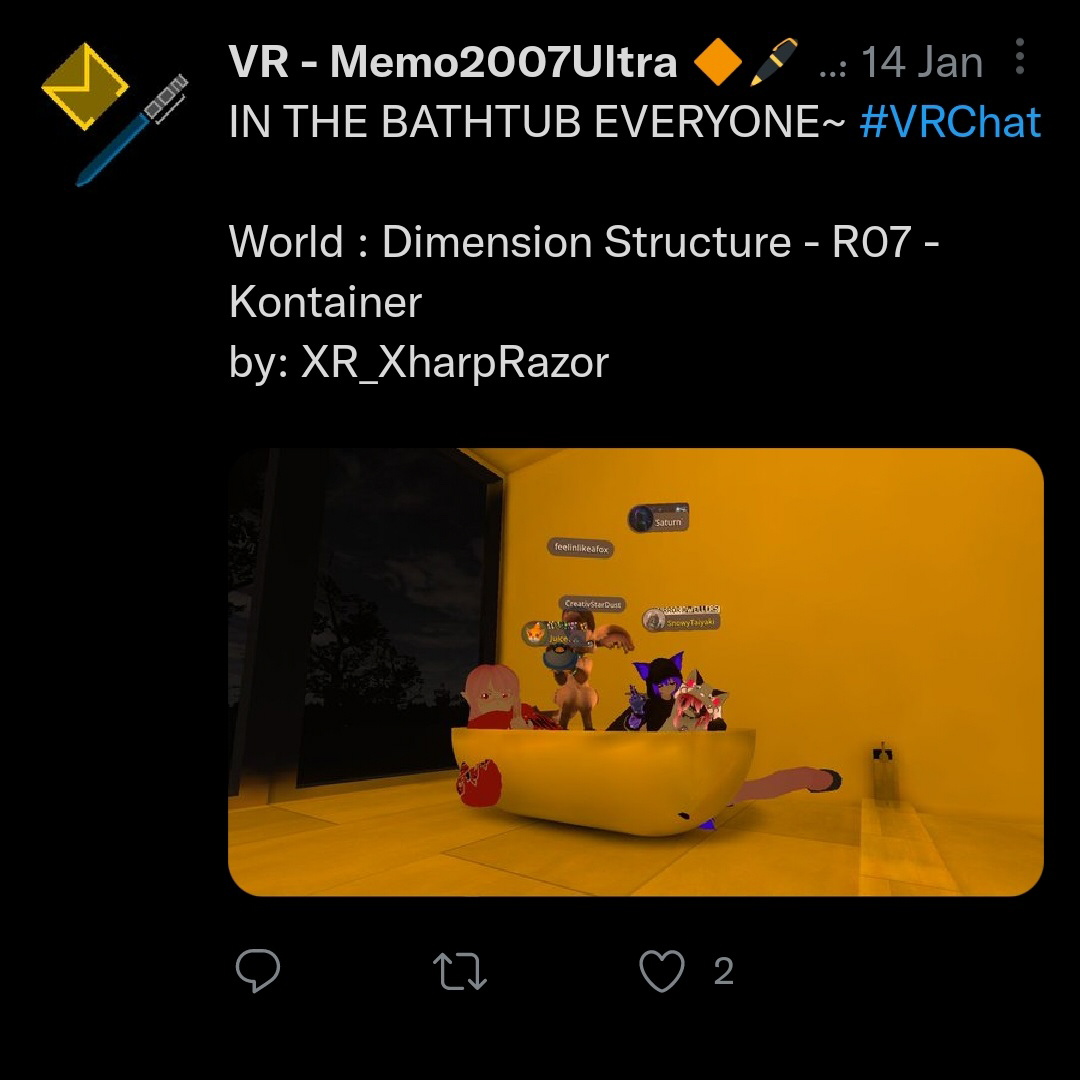 VR - Memo2007Ultra 🔶🖋 ..: 14 Jan
IN THE BATHTUB EVERYONE~ #VRChat
World : Dimension Structure - R07 -
Kontainer
by: XR_XharpRazor
Saturn
feelinlikeafox
CreativStarDust
Juice
SnowyTaiyaki
2